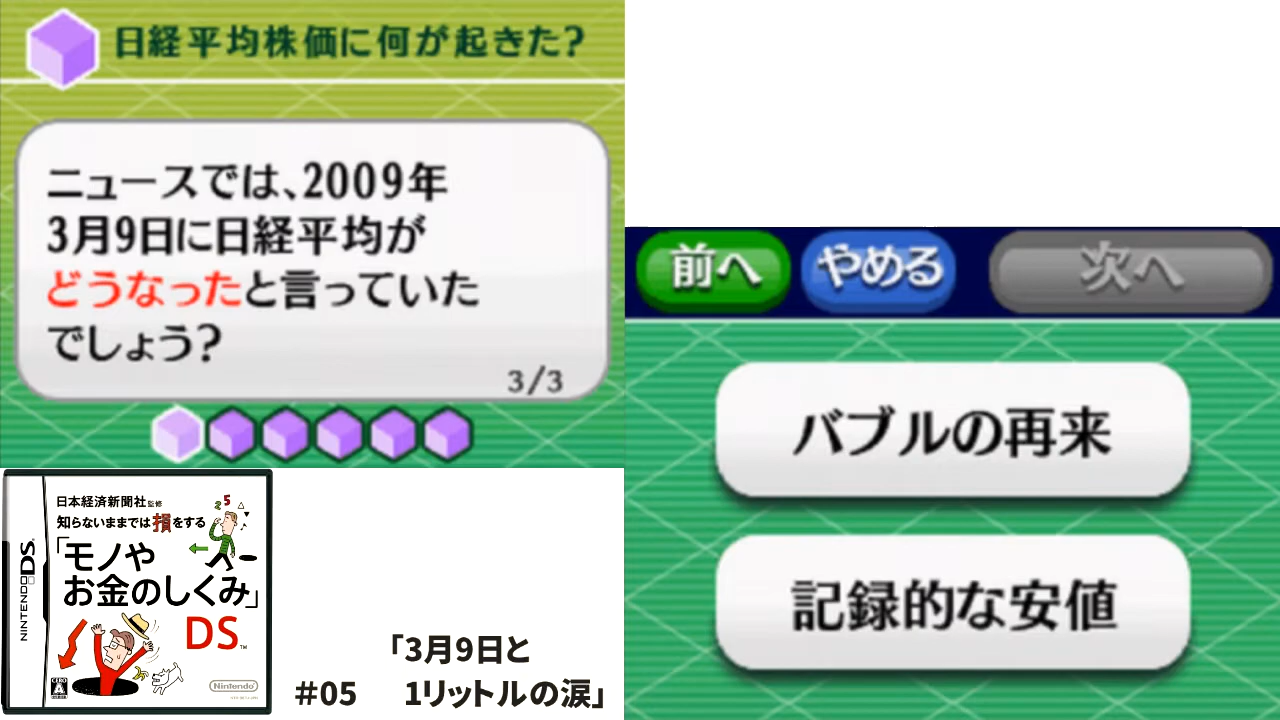 日経平均株価に何が起きた?
ニュースでは、2009年
3月9日に日経平均が
どうなったと言っていた
でしょう?
3/3
前へ
やめる
次へ
バブルの再来
記録的な安値
NINTENDO DS
日本経済新聞社監修
知らないままでは損をする
「モノや
お金のしくみ」
DS
TM
25
CERO
A
Nintendo
#05
「3月9日と
1リットルの涙」